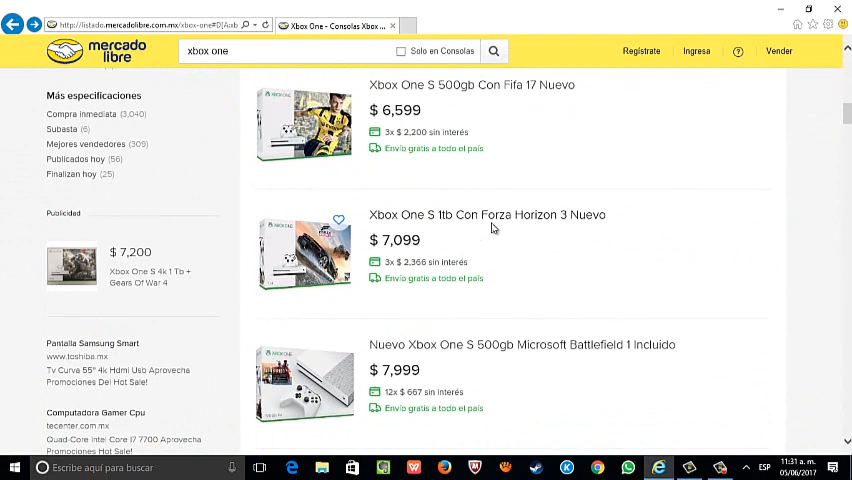 http://listado.mercadolibre.com.mx/xbox-one#D[A:xb
Xbox One - Consolas Xbox ...
mercado
libre
xbox one
Solo en Consolas
Regístrate
Ingresa
Vender
Más especificaciones
Compra inmediata (3,040)
Subasta (6)
Mejores vendedores (309)
Publicados hoy (56)
Finalizan hoy (25)
Publicidad
$ 7,200
Xbox One S 4k 1 Tb +
Gears Of War 4
Pantalla Samsung Smart
www.toshiba.mx
Tv Curva 55" 4k Hdmi Usb Aprovecha
Promociones Del Hot Sale!
Computadora Gamer Cpu
tecenter.com.mx
Quad-Core Intel Core I7 7700 Aprovecha
Promociones Del Hot Sale!
Xbox One S 500gb Con Fifa 17 Nuevo
$ 6,599
3x $ 2,200 sin interés
Envío gratis a todo el país
Xbox One S 1tb Con Forza Horizon 3 Nuevo
$ 7,099
3x $ 2,366 sin interés
Envío gratis a todo el país
Nuevo Xbox One S 500gb Microsoft Battlefield 1 Incluido
$ 7,999
12x $ 667 sin interés
Envío gratis a todo el país
Escribe aquí para buscar
ESP
11:31 a. m.
05/06/2017